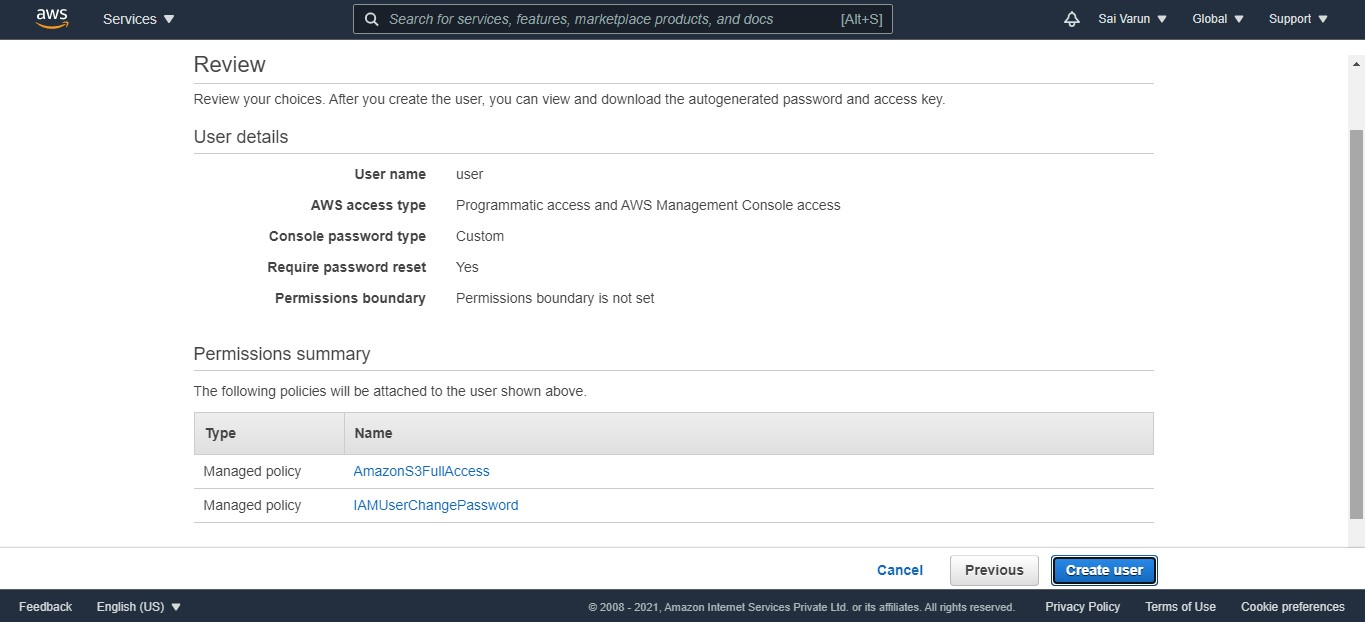 aws Services ▼ Search for services, features, marketplace products, and docs [Alt+S] Sai Varun ▼ Global ▼ Support ▼
Review
Review your choices. After you create the user, you can view and download the autogenerated password and access key.
User details
User name user
AWS access type Programmatic access and AWS Management Console access
Console password type Custom
Require password reset Yes
Permissions boundary Permissions boundary is not set
Permissions summary
The following policies will be attached to the user shown above.
Type Name
Managed policy AmazonS3FullAccess
Managed policy IAMUserChangePassword
Cancel Previous Create user
Feedback English (US) ▼ © 2008 - 2021, Amazon Internet Services Private Ltd. or its affiliates. All rights reserved. Privacy Policy Terms of Use Cookie preferences